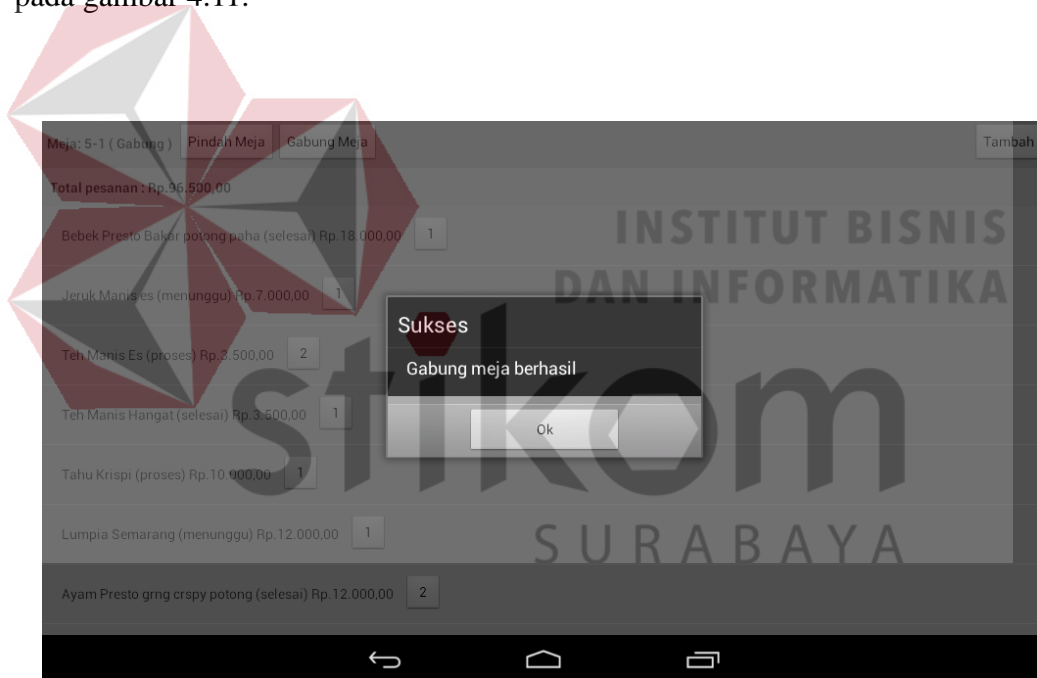 pada gambar 4.11.
Meja: 5-1 ( Gabung ) Pindah Meja Gabung Meja Tambah
Total pesanan : Rp.96.500,00
Bebek Presto Bakar potong paha (selesai) Rp.18.000,00 1
INSTITUT BISNIS
DAN INFORMATIKA
Jeruk Manis es (menunggu) Rp.7.000,00 1
Sukses
Gabung meja berhasil
Ok
Teh Manis Es (proses) Rp.3.500,00 2
stikom
Teh Manis Hangat (selesai) Rp.3.500,00 1
Tahu Krispi (proses) Rp.10.000,00 1
Lumpia Semarang (menunggu) Rp.12.000,00 1
SURABAYA
Ayam Presto grng crspy potong (selesai) Rp.12.000,00 2